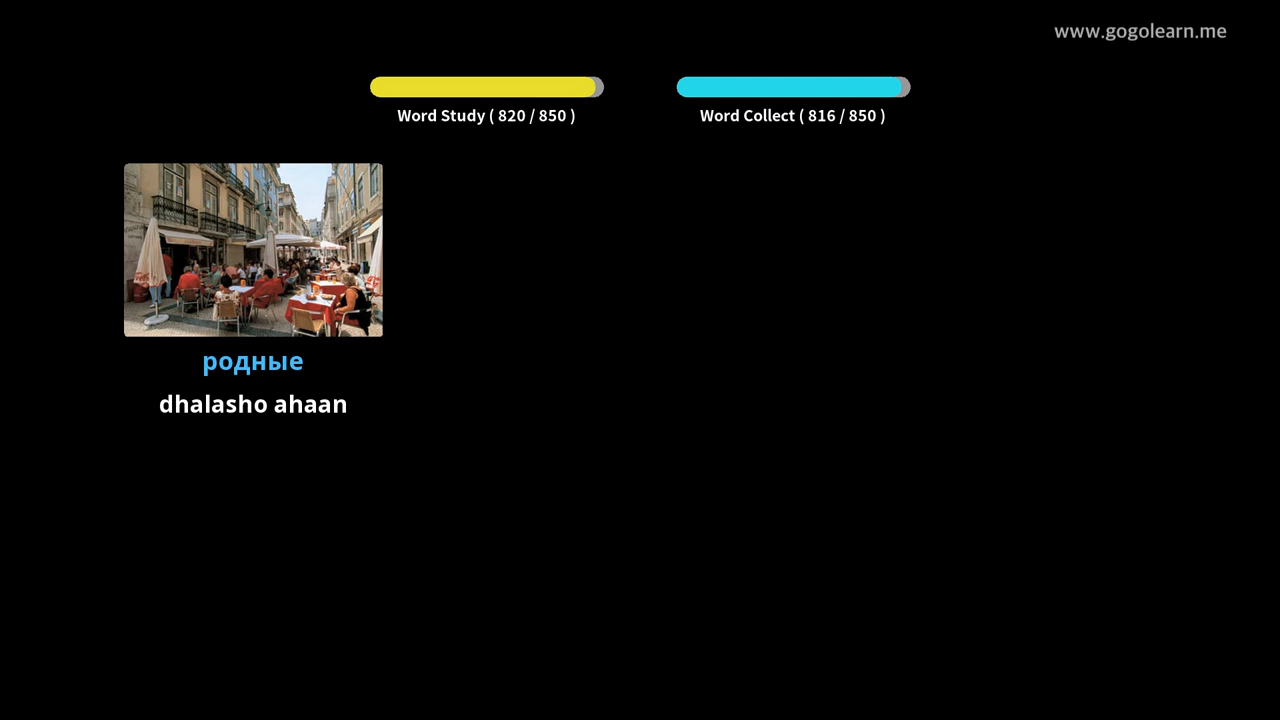 www.gogolearn.me
Word Study ( 820 / 850 )
Word Collect ( 816 / 850 )
родные
dhalasho ahaan